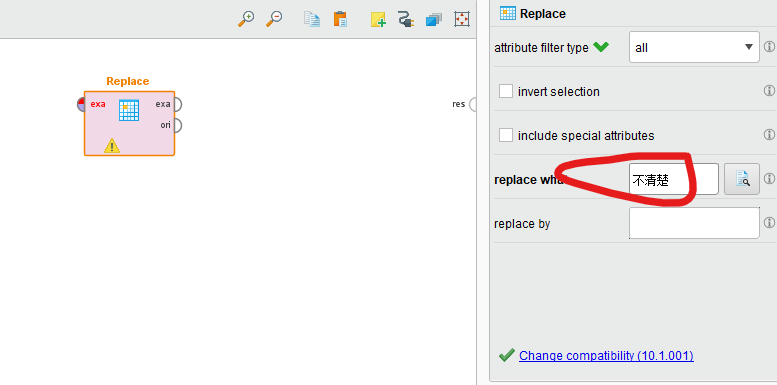 Replace
exa
exa
ori
res
Replace
attribute filter type
all
invert selection
include special attributes
replace wha
不清楚
replace by
Change compatibility (10.1.001)